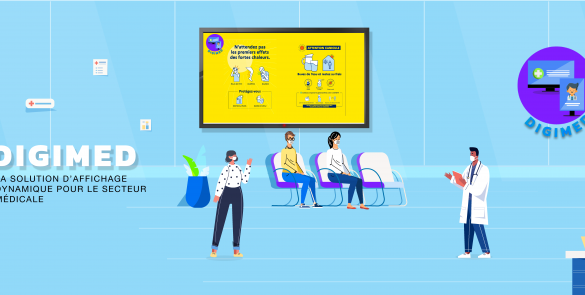 N'attendez pas
les premiers effets
des fortes chaleurs.
Protégez-vous
ATTENTION CANICULE
Buvez de l'eau et restez au frais
DIGIMED
LA SOLUTION D'AFFICHAGE
DYNAMIQUE POUR LE SECTEUR
MÉDICALE
DIGIMED